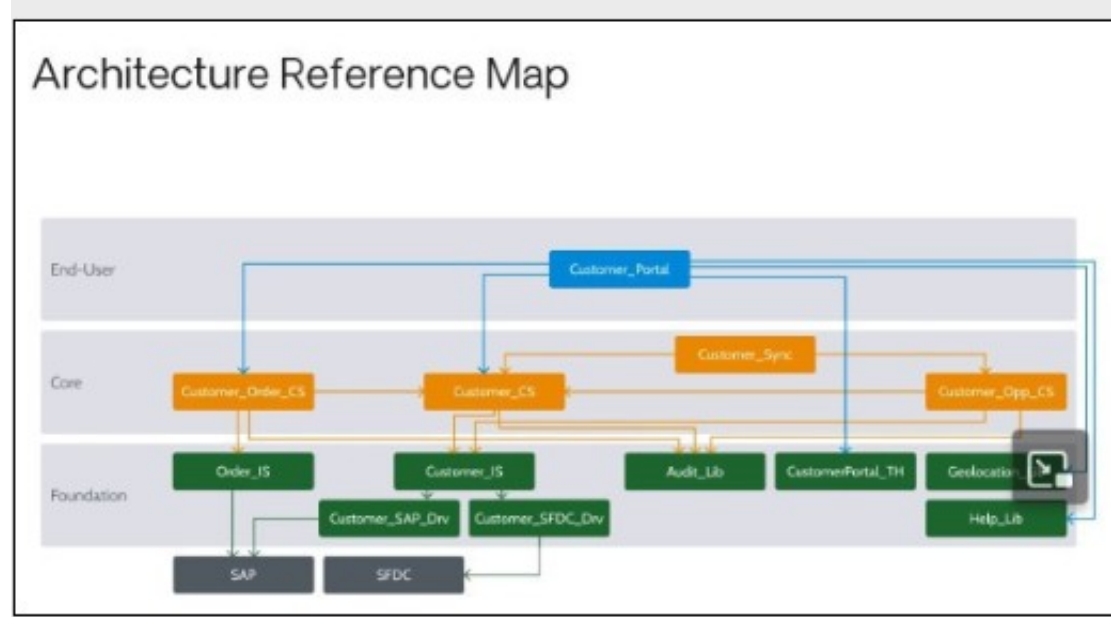 Architecture Reference Map
End-User
Customer_Portal
Core
Customer_Sync
Customer_Order_CS
Customer_CS
Customer_Opp_CS
Foundation
Order_IS
Customer_IS
Audit_Lib
CustomerPortal_TH
Geolocation
Customer_SAP_Drv
Customer_SFDC_Drv
Help_Lib
SAP
SFDC